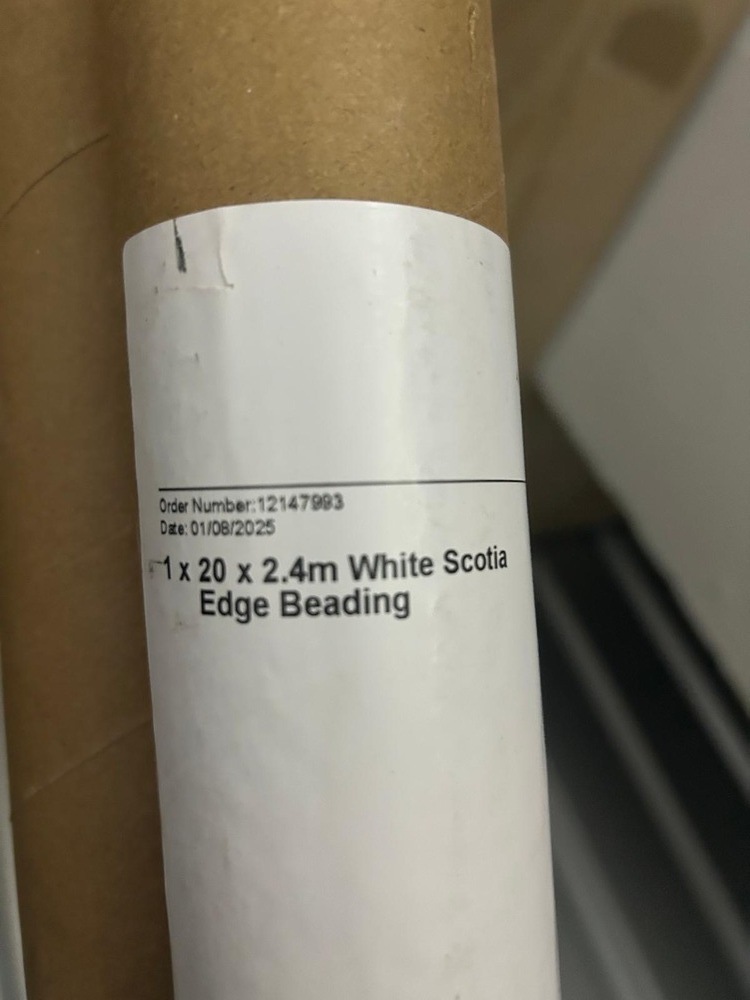 Order Number:12147993
Date: 01/08/2025
1 x 20 x 2.4m White Scotia
Edge Beading